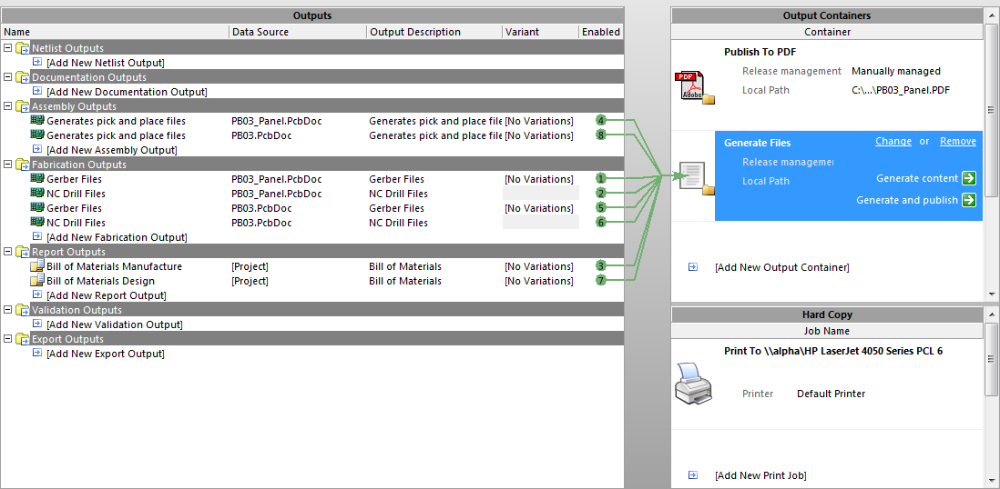 Outputs
Name Data Source Output Description Variant Enabled
Netlist Outputs
[Add New Netlist Output]
Documentation Outputs
[Add New Documentation Output]
Assembly Outputs
Generates pick and place files PB03_Panel.PcbDoc Generates pick and place file [No Variations] 4
Generates pick and place files PB03.PcbDoc Generates pick and place file [No Variations] 8
[Add New Assembly Output]
Fabrication Outputs
Gerber Files PB03_Panel.PcbDoc Gerber Files [No Variations] 1
NC Drill Files PB03_Panel.PcbDoc NC Drill Files 2
Gerber Files PB03.PcbDoc Gerber Files [No Variations] 5
NC Drill Files PB03.PcbDoc NC Drill Files 6
[Add New Fabrication Output]
Report Outputs
Bill of Materials Manufacture [Project] Bill of Materials [No Variations] 3
Bill of Materials Design [Project] Bill of Materials [No Variations] 7
[Add New Report Output]
Validation Outputs
[Add New Validation Output]
Export Outputs
[Add New Export Output]
Output Containers
Container
Publish To PDF
PDF
Adobe
Release management Manually managed
Local Path C:\...\PB03_Panel.PDF
Generate Files Change or Remove
Release managemen
Local Path Generate content
Generate and publish
[Add New Output Container]
Hard Copy
Job Name
Print To \\alpha\HP LaserJet 4050 Series PCL 6
Printer Default Printer
[Add New Print Job]